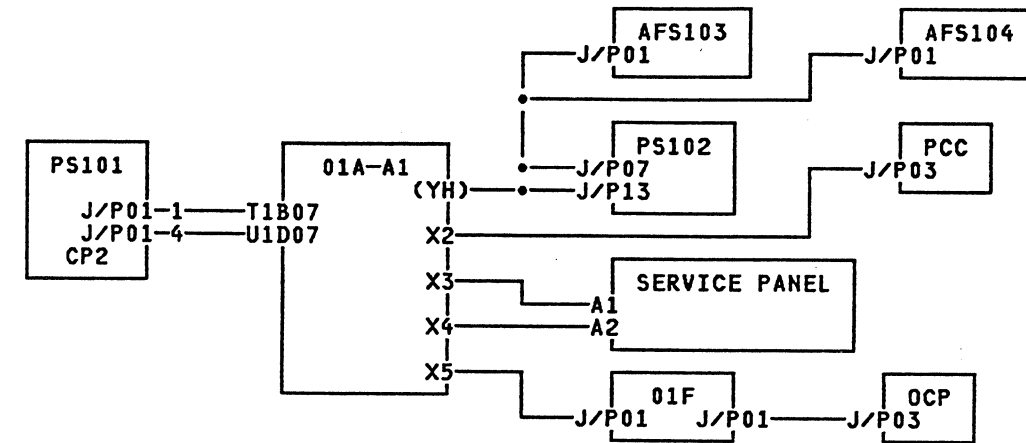 AFS103
J/P01
AFS104
J/P01
PS101
J/P01-1
J/P01-4
CP2
01A-A1
T1B07
U1D07
(YH)
X2
X3
X4
X5
PS102
J/P07
J/P13
PCC
J/P03
SERVICE PANEL
A1
A2
01F
J/P01
J/P01
OCP
J/P03